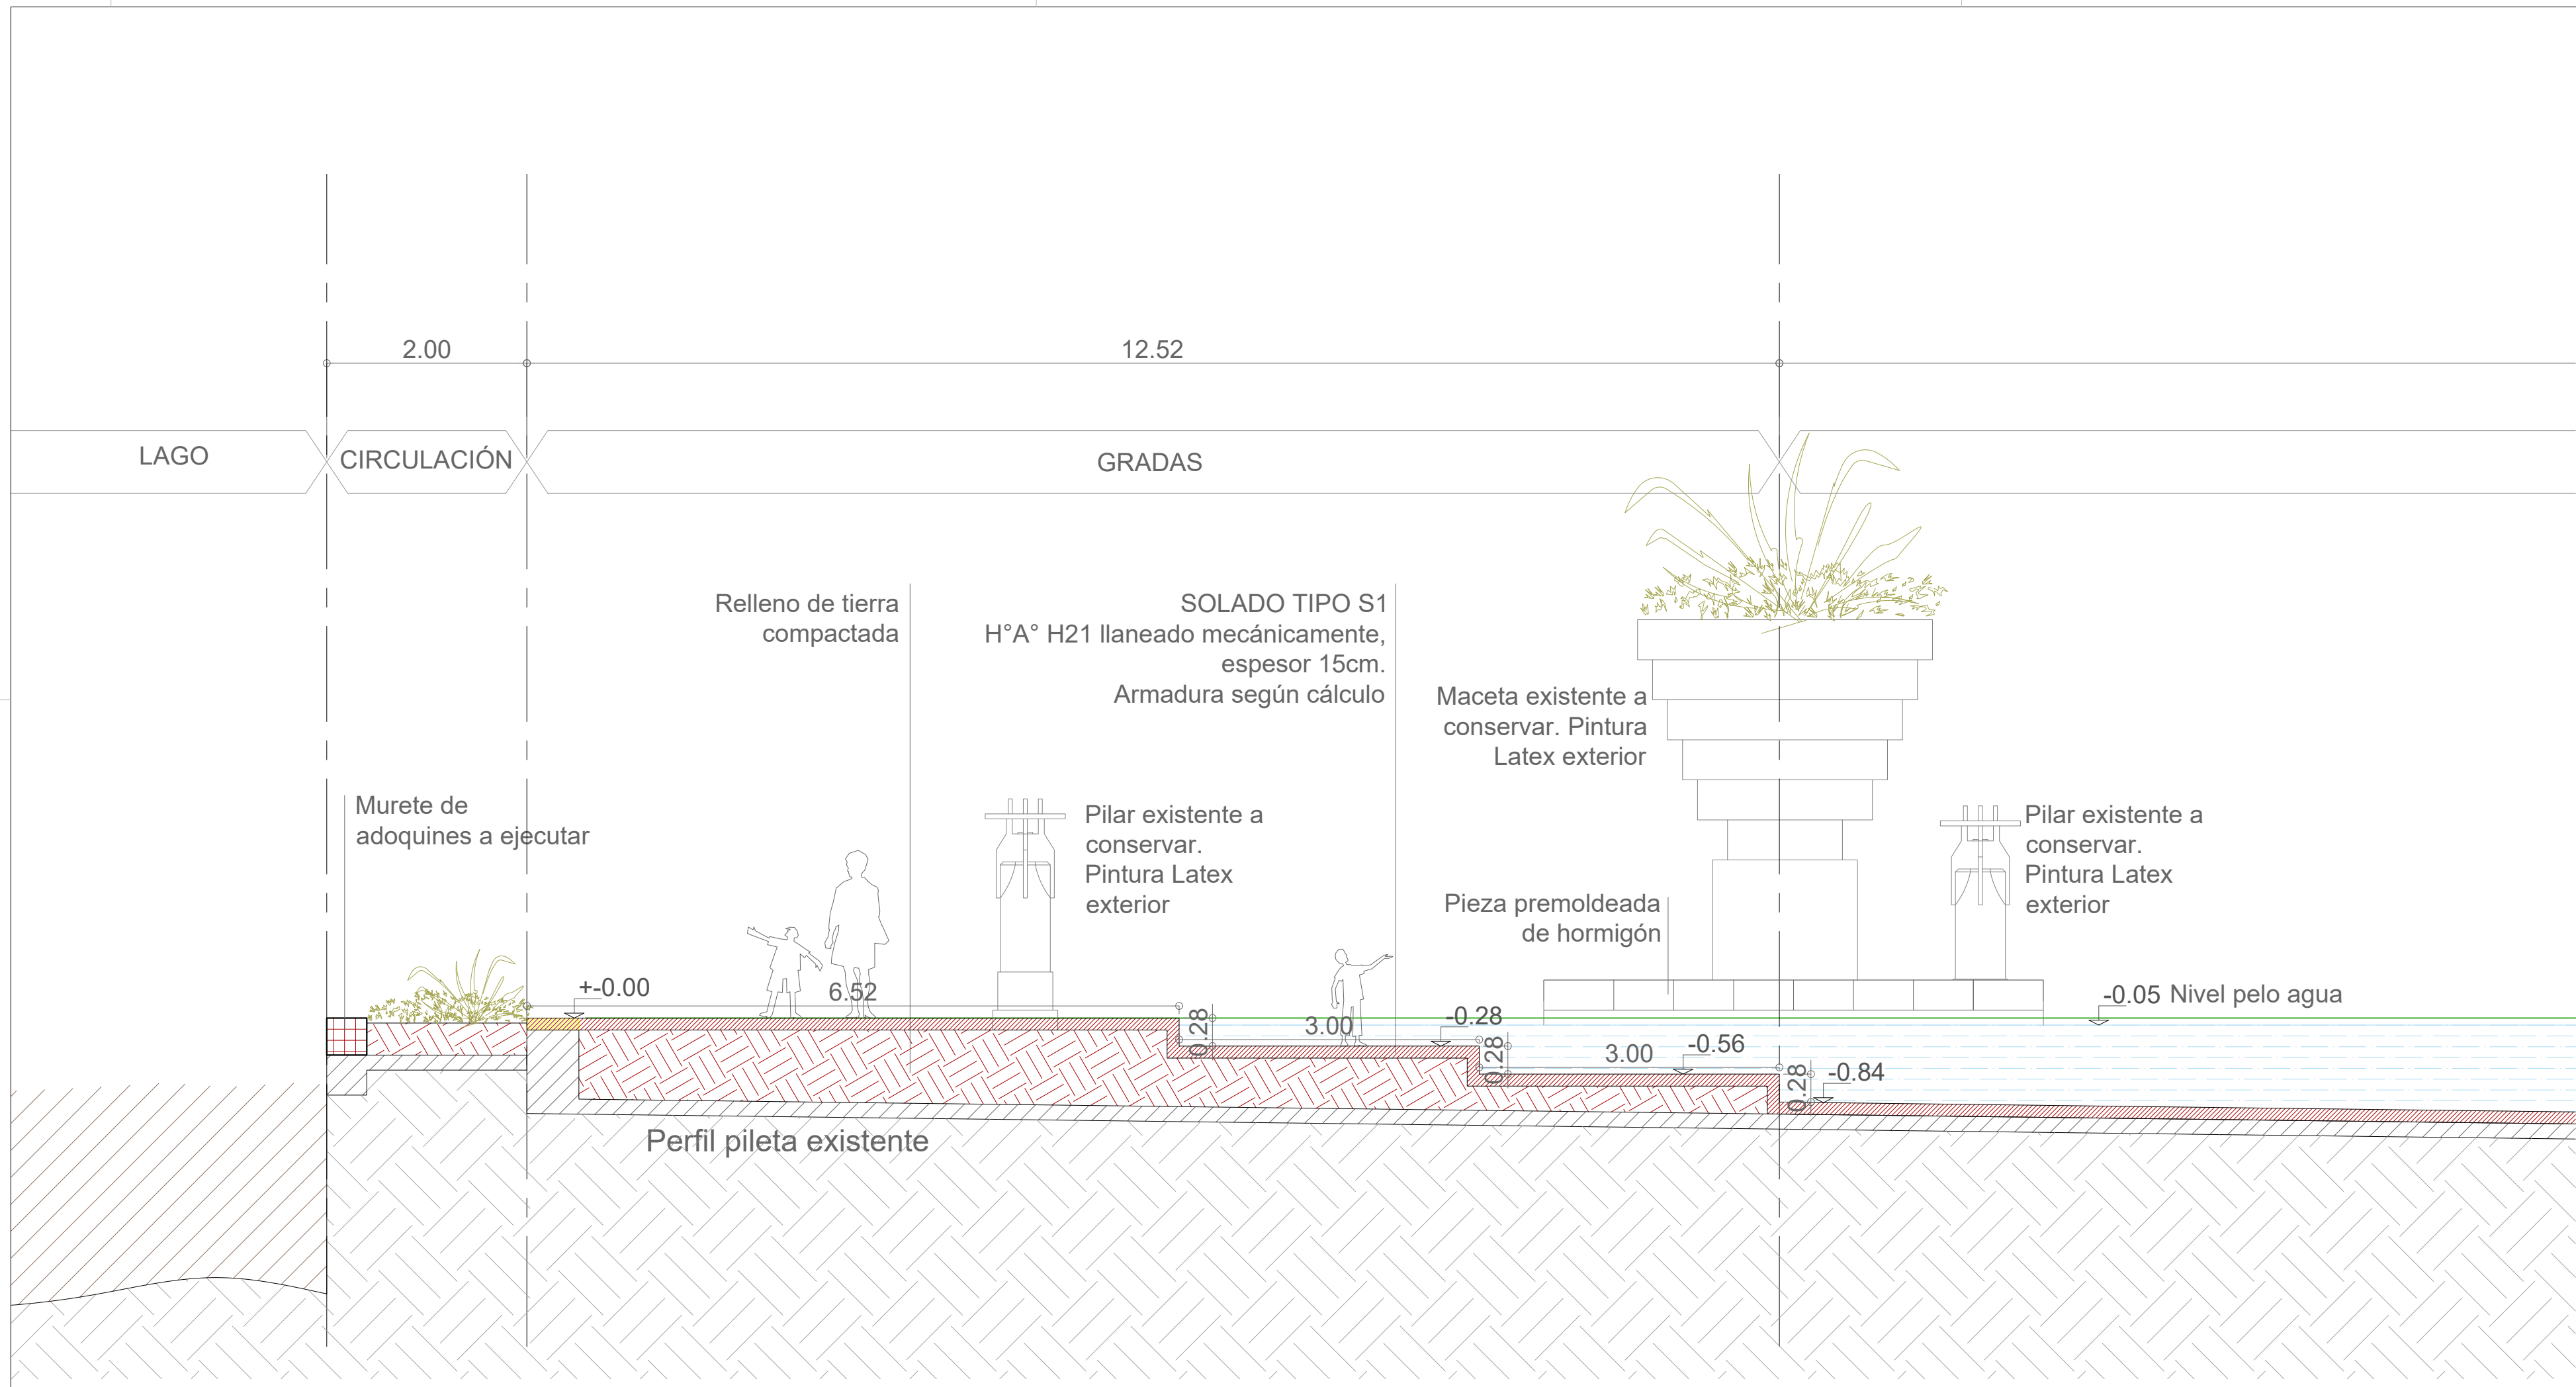 2.00
12.52
LAGO
CIRCULACIÓN
GRADAS
Relleno de tierra
compactada
SOLADO TIPO S1
H°A° H21 llaneado mecánicamente,
espesor 15cm.
Armadura según cálculo
Maceta existente a
conservar. Pintura
Latex exterior
Murete de
adoquines a ejecutar
Pilar existente a
conservar.
Pintura Latex
exterior
Pilar existente a
conservar.
Pintura Latex
exterior
Pieza premoldeada
de hormigón
+-0.00
6.52
0.28
3.00
-0.28
0.28
3.00
-0.56
0.28
-0.84
-0.05 Nivel pelo agua
Perfil pileta existente